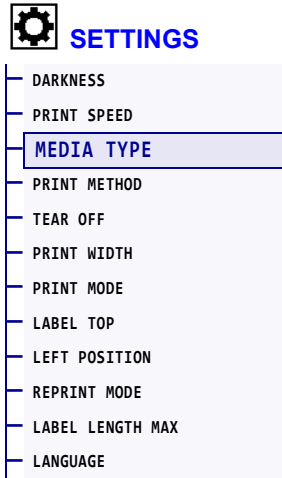 SETTINGS
DARKNESS
PRINT SPEED
MEDIA TYPE
PRINT METHOD
TEAR OFF
PRINT WIDTH
PRINT MODE
LABEL TOP
LEFT POSITION
REPRINT MODE
LABEL LENGTH MAX
LANGUAGE